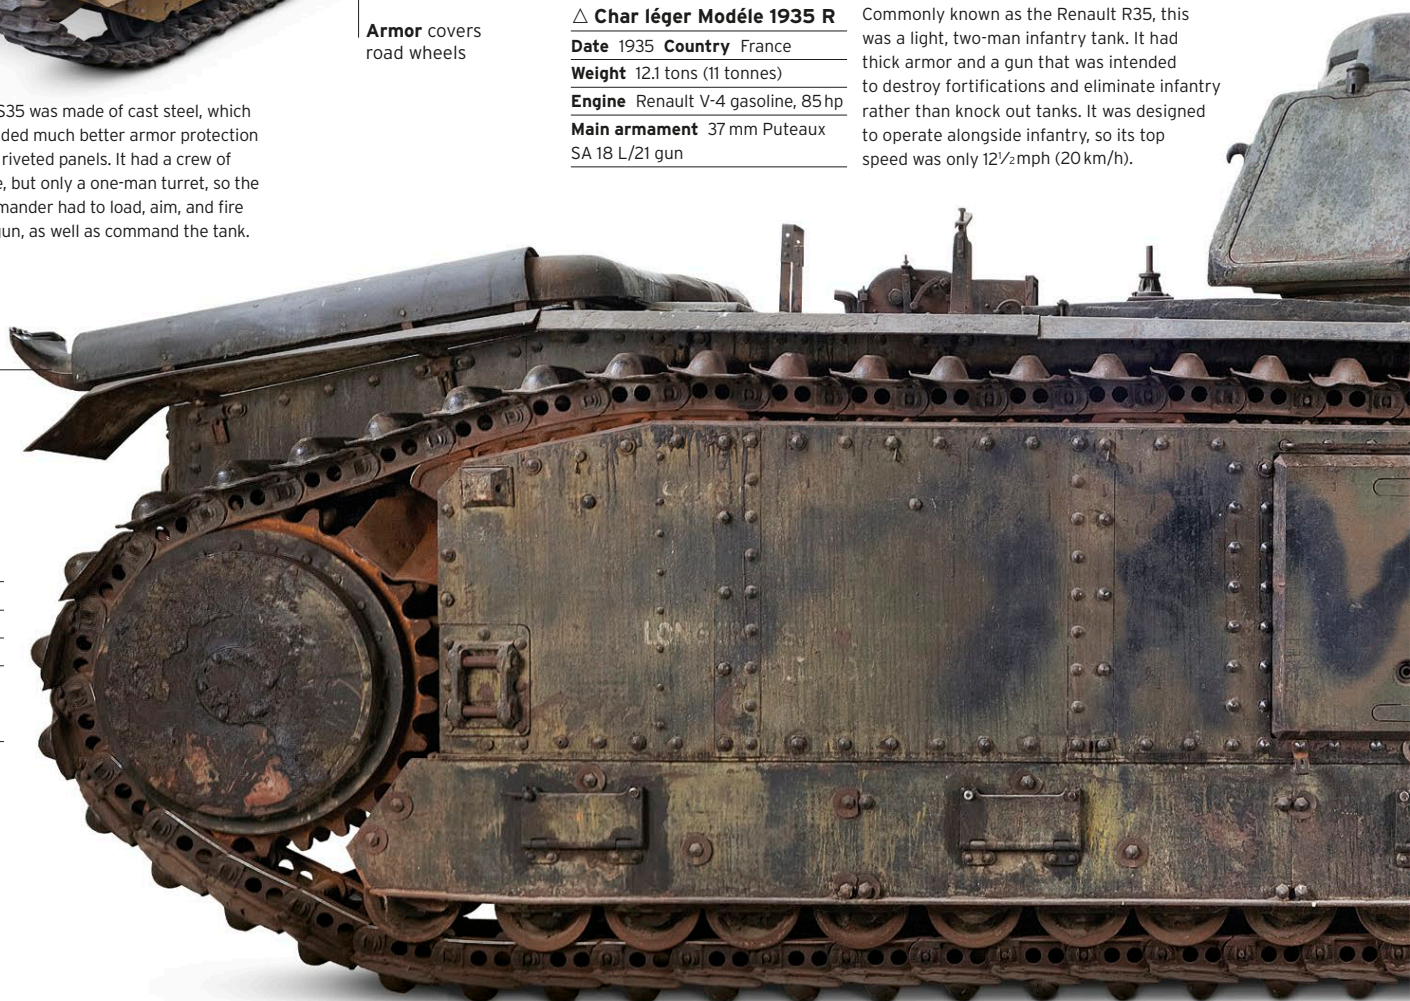 Armor covers
road wheels
S35 was made of cast steel, which
ded much better armor protection
riveted panels. It had a crew of
e, but only a one-man turret, so the
mander had to load, aim, and fire
gun, as well as command the tank.
△ Char léger Modéle 1935 R
Date 1935 Country France
Weight 12.1 tons (11 tonnes)
Engine Renault V-4 gasoline, 85 hp
Main armament 37 mm Puteaux
SA 18 L/21 gun
Commonly known as the Renault R35, this
was a light, two-man infantry tank. It had
thick armor and a gun that was intended
to destroy fortifications and eliminate infantry
rather than knock out tanks. It was designed
to operate alongside infantry, so its top
speed was only 12½ mph (20 km/h).